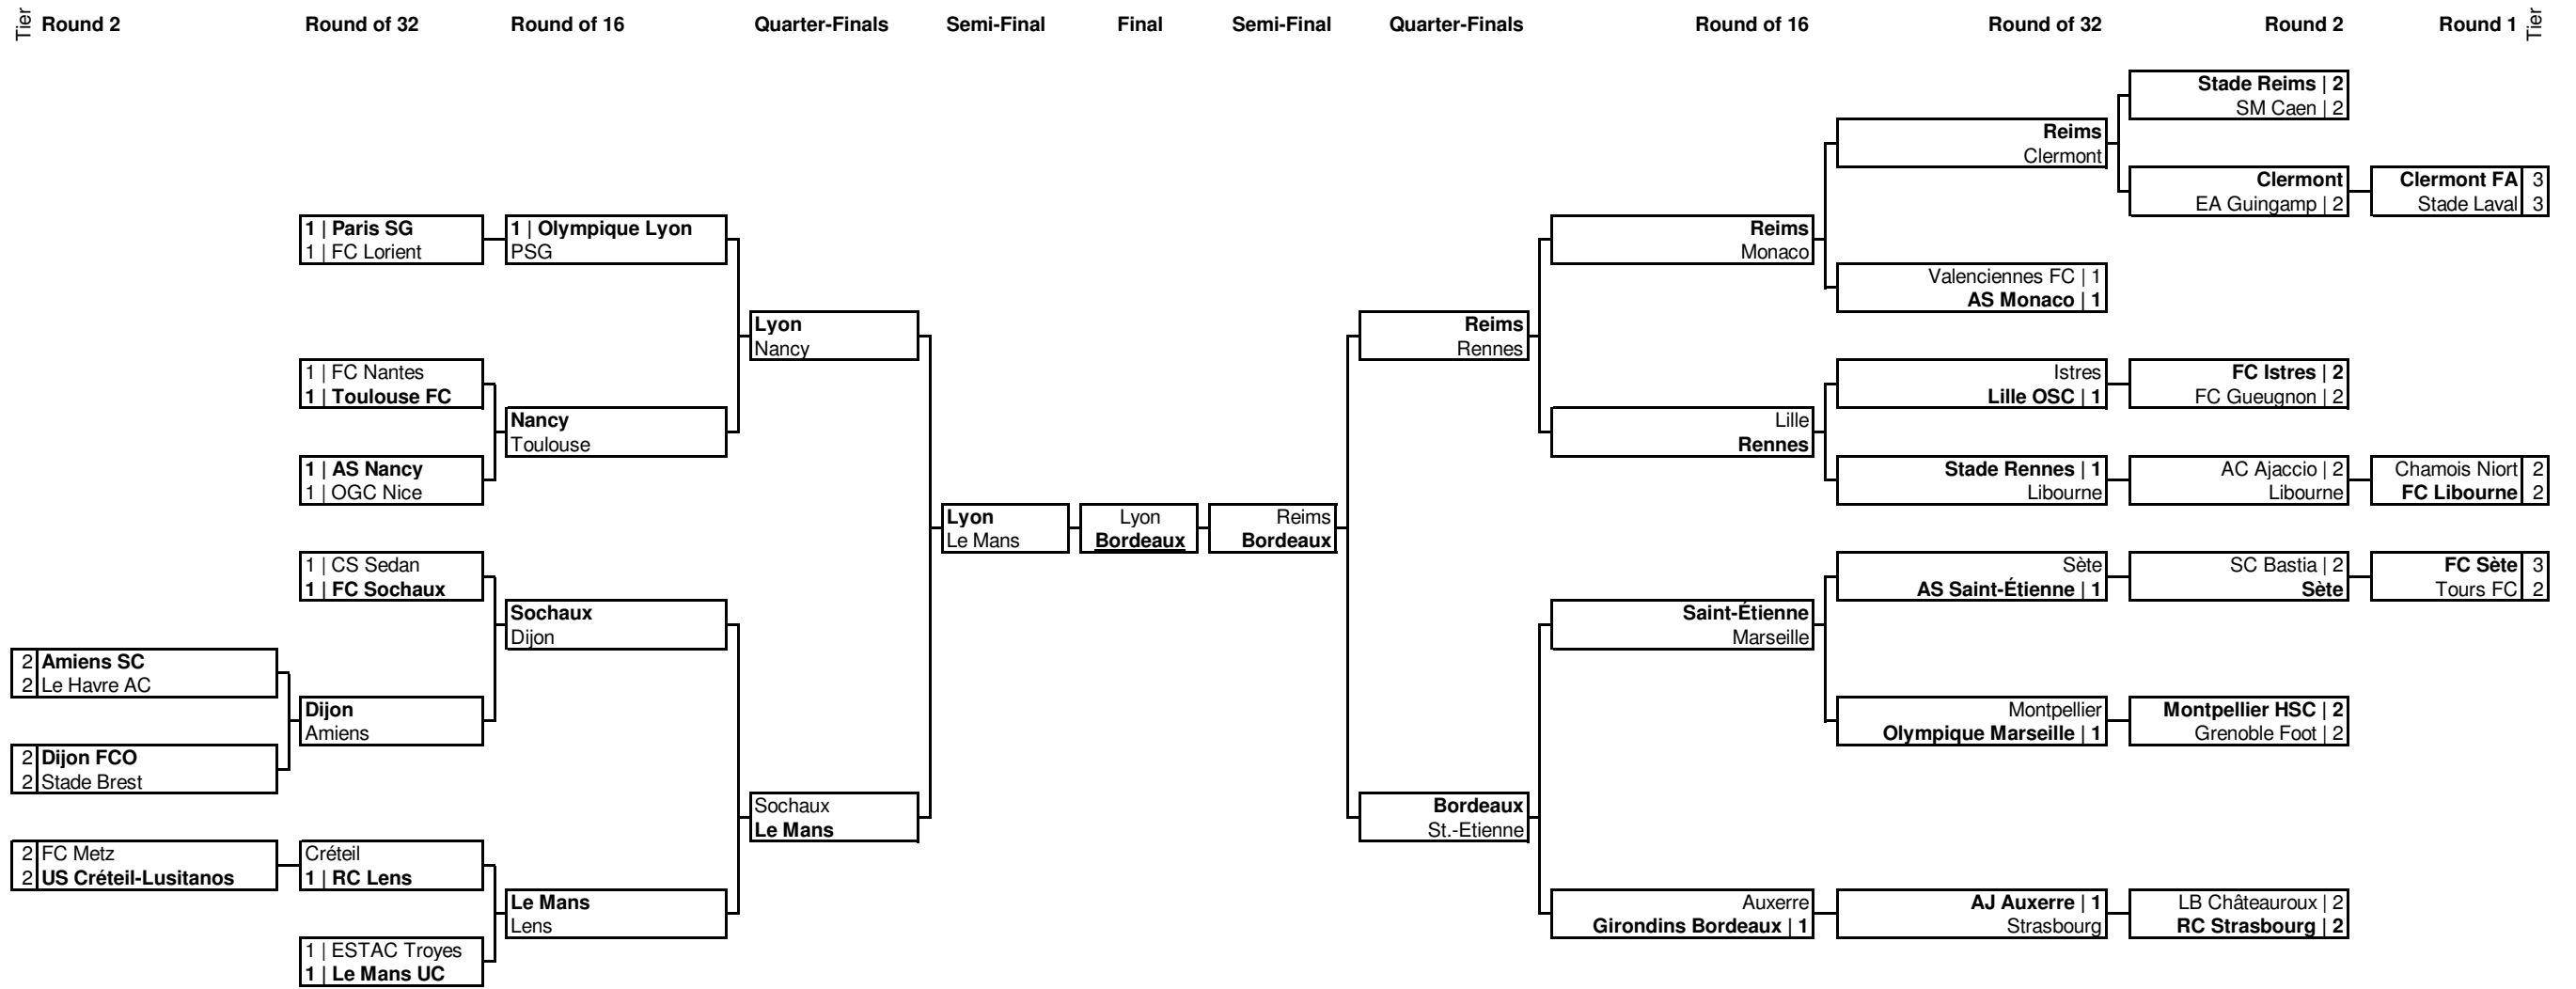 Tier Round 2 Round of 32 Round of 16 Quarter-Finals Semi-Final Final Semi-Final Quarter-Finals Round of 16 Round of 32 Round 2 Round 1 Tier
Stade Reims | 2
SM Caen | 2
Reims
Clermont
Clermont
EA Guingamp | 2
Clermont FA 3
Stade Laval 3
1 | Paris SG
1 | FC Lorient
1 | Olympique Lyon
PSG
Reims
Monaco
Valenciennes FC | 1
AS Monaco | 1
Lyon
Nancy
Reims
Rennes
1 | FC Nantes
1 | Toulouse FC
Istres
Lille OSC | 1
FC Istres | 2
FC Gueugnon | 2
Nancy
Toulouse
Lille
Rennes
1 | AS Nancy
1 | OGC Nice
Stade Rennes | 1
Libourne
AC Ajaccio | 2
Libourne
Chamois Niort 2
FC Libourne 2
Lyon
Le Mans
Lyon
Bordeaux
Reims
Bordeaux
1 | CS Sedan
1 | FC Sochaux
Sète
AS Saint-Étienne | 1
SC Bastia | 2
Sète
FC Sète 3
Tours FC 2
Sochaux
Dijon
Saint-Étienne
Marseille
2 Amiens SC
2 Le Havre AC
Dijon
Amiens
Montpellier
Olympique Marseille | 1
Montpellier HSC | 2
Grenoble Foot | 2
2 Dijon FCO
2 Stade Brest
Sochaux
Le Mans
Bordeaux
St.-Etienne
2 FC Metz
2 US Créteil-Lusitanos
Créteil
1 | RC Lens
Le Mans
Lens
Auxerre
Girondins Bordeaux | 1
AJ Auxerre | 1
Strasbourg
LB Châteauroux | 2
RC Strasbourg | 2
1 | ESTAC Troyes
1 | Le Mans UC